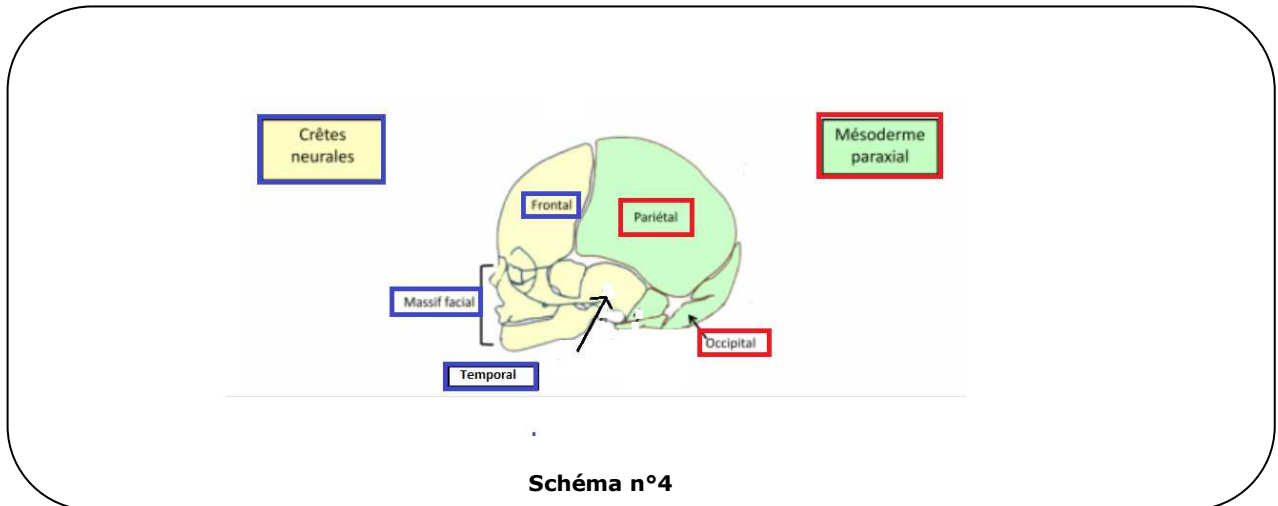 Crêtes
neurales
Mésoderme
paraxial
Frontal
Pariétal
Massif facial
Occipital
Temporal
Schéma n°4